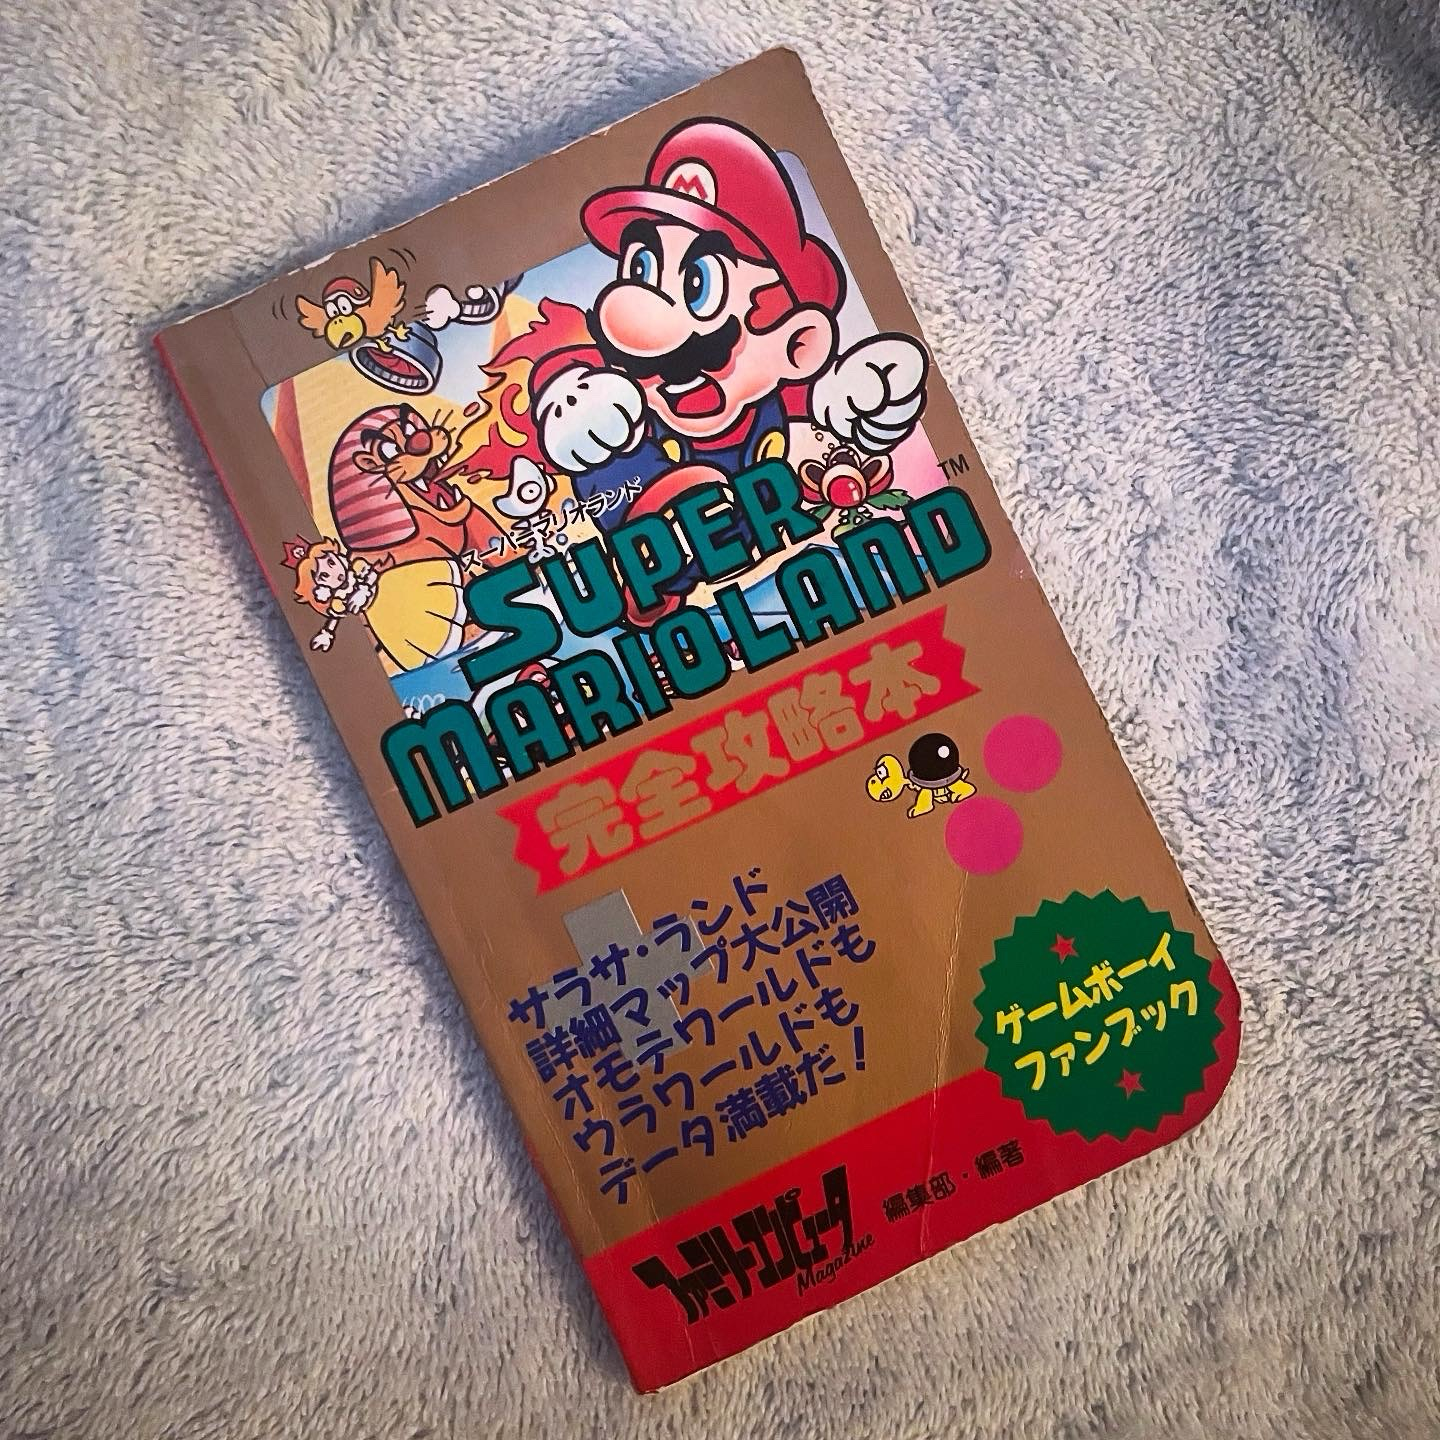 M
スーパーマリオランド
SUPER
MARIO LAND
TM
完全攻略本
サラサ・ランド
詳細マップ大公開
オモテワールドも
ウラワールドも
データ満載だ!
ゲームボーイ
ファンブック
ファミリーコンピュータ
Magazine
編集部・編著